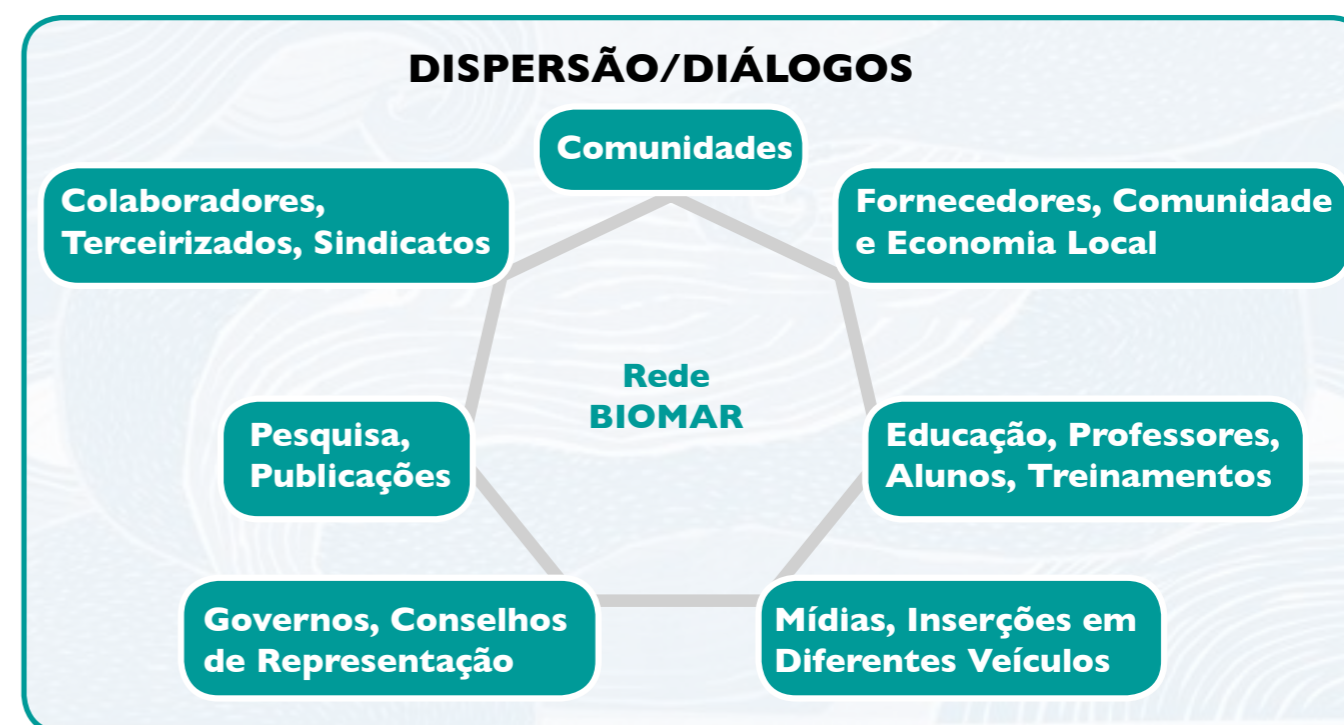 DISPERSÃO/DIÁLOGOS
Comunidades
Colaboradores,
Terceirizados, Sindicatos
Fornecedores, Comunidade
e Economia Local
Rede
BIOMAR
Pesquisa,
Publicações
Educação, Professores,
Alunos, Treinamentos
Governos, Conselhos
de Representação
Mídias, Inserções em
Diferentes Veículos